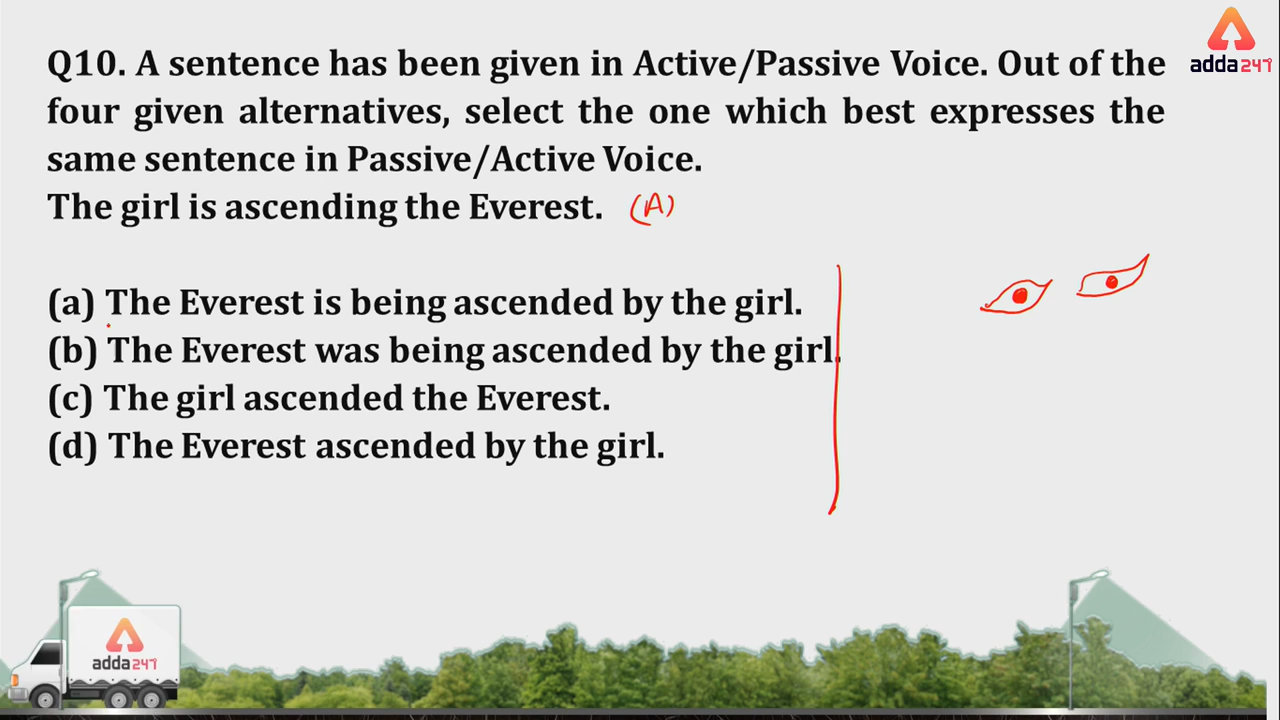 adda247
Q10. A sentence has been given in Active/Passive Voice. Out of the
four given alternatives, select the one which best expresses the
same sentence in Passive/Active Voice.
The girl is ascending the Everest. (A)
(a) The Everest is being ascended by the girl.
(b) The Everest was being ascended by the girl.
(c) The girl ascended the Everest.
(d) The Everest ascended by the girl.
adda247